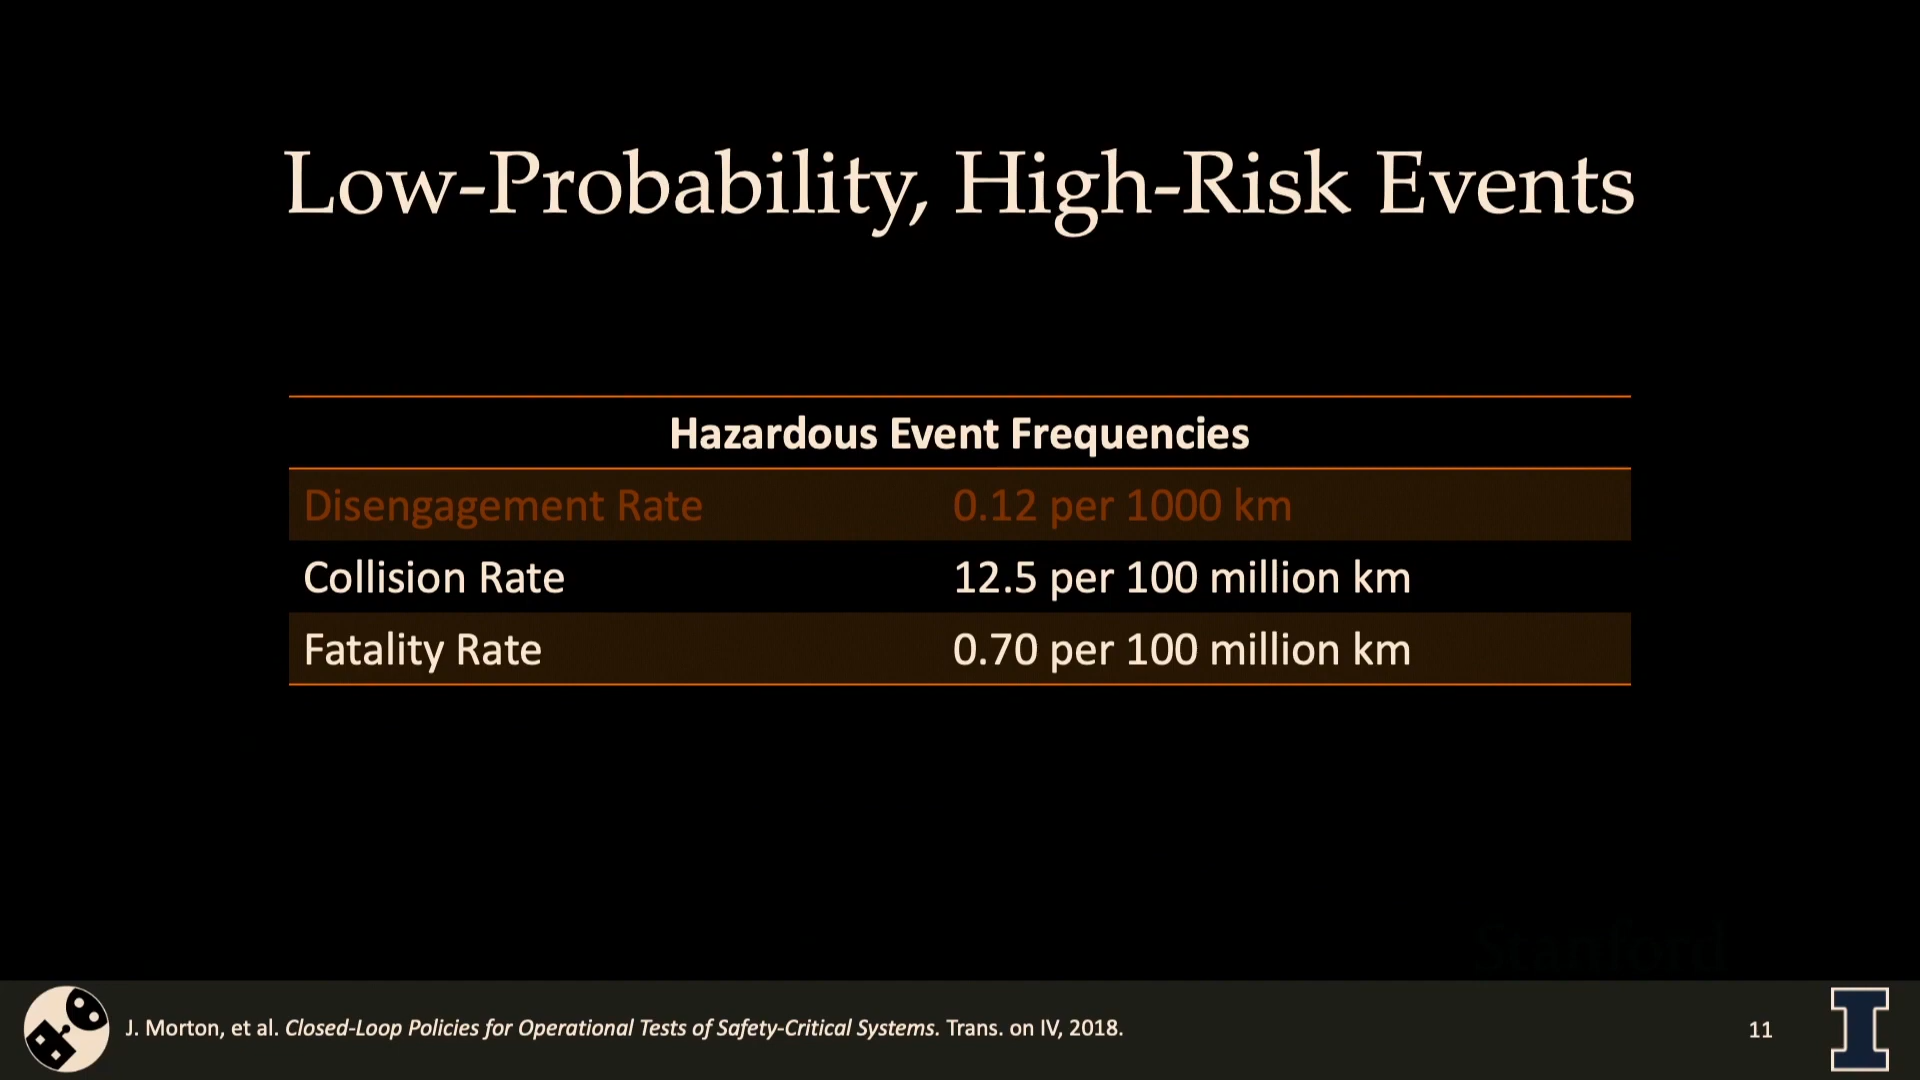 Low-Probability, High-Risk Events
Hazardous Event Frequencies
Disengagement Rate 0.12 per 1000 km
Collision Rate 12.5 per 100 million km
Fatality Rate 0.70 per 100 million km
Stanford
J. Morton, et al. Closed-Loop Policies for Operational Tests of Safety-Critical Systems. Trans. on IV, 2018.
11
I